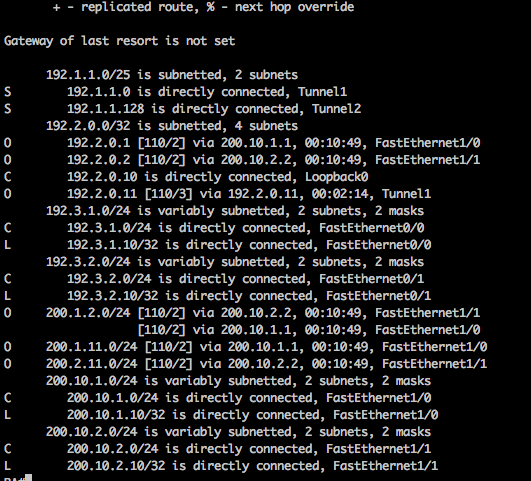 + - replicated route, % - next hop override
Gateway of last resort is not set
192.1.1.0/25 is subnetted, 2 subnets
S 192.1.1.0 is directly connected, Tunnel1
S 192.1.1.128 is directly connected, Tunnel2
192.2.0.0/32 is subnetted, 4 subnets
O 192.2.0.1 [110/2] via 200.10.1.1, 00:10:49, FastEthernet1/0
O 192.2.0.2 [110/2] via 200.10.2.2, 00:10:49, FastEthernet1/1
C 192.2.0.10 is directly connected, Loopback0
O 192.2.0.11 [110/3] via 192.2.0.11, 00:02:14, Tunnel1
192.3.1.0/24 is variably subnetted, 2 subnets, 2 masks
C 192.3.1.0/24 is directly connected, FastEthernet0/0
L 192.3.1.10/32 is directly connected, FastEthernet0/0
192.3.2.0/24 is variably subnetted, 2 subnets, 2 masks
C 192.3.2.0/24 is directly connected, FastEthernet0/1
L 192.3.2.10/32 is directly connected, FastEthernet0/1
O 200.1.2.0/24 [110/2] via 200.10.2.2, 00:10:49, FastEthernet1/1
[110/2] via 200.10.1.1, 00:10:49, FastEthernet1/0
O 200.1.11.0/24 [110/2] via 200.10.1.1, 00:10:49, FastEthernet1/0
O 200.2.11.0/24 [110/2] via 200.10.2.2, 00:10:49, FastEthernet1/1
200.10.1.0/24 is variably subnetted, 2 subnets, 2 masks
C 200.10.1.0/24 is directly connected, FastEthernet1/0
L 200.10.1.10/32 is directly connected, FastEthernet1/0
200.10.2.0/24 is variably subnetted, 2 subnets, 2 masks
C 200.10.2.0/24 is directly connected, FastEthernet1/1
L 200.10.2.10/32 is directly connected, FastEthernet1/1